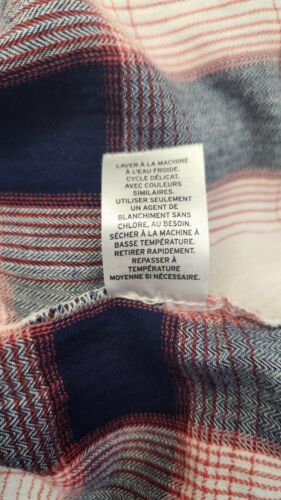 LAVER À LA MACHINE
À L'EAU FROIDE.
CYCLE DÉLICAT,
AVEC COULEURS
SIMILAIRES.
UTILISER SEULEMENT
UN AGENT DE
BLANCHIMENT SANS
CHLORE, AU BESOIN.
SÉCHER À LA MACHINE À
BASSE TEMPÉRATURE.
RETIRER RAPIDEMENT.
REPASSER À
TEMPÉRATURE
MOYENNE SI NÉCESSAIRE.